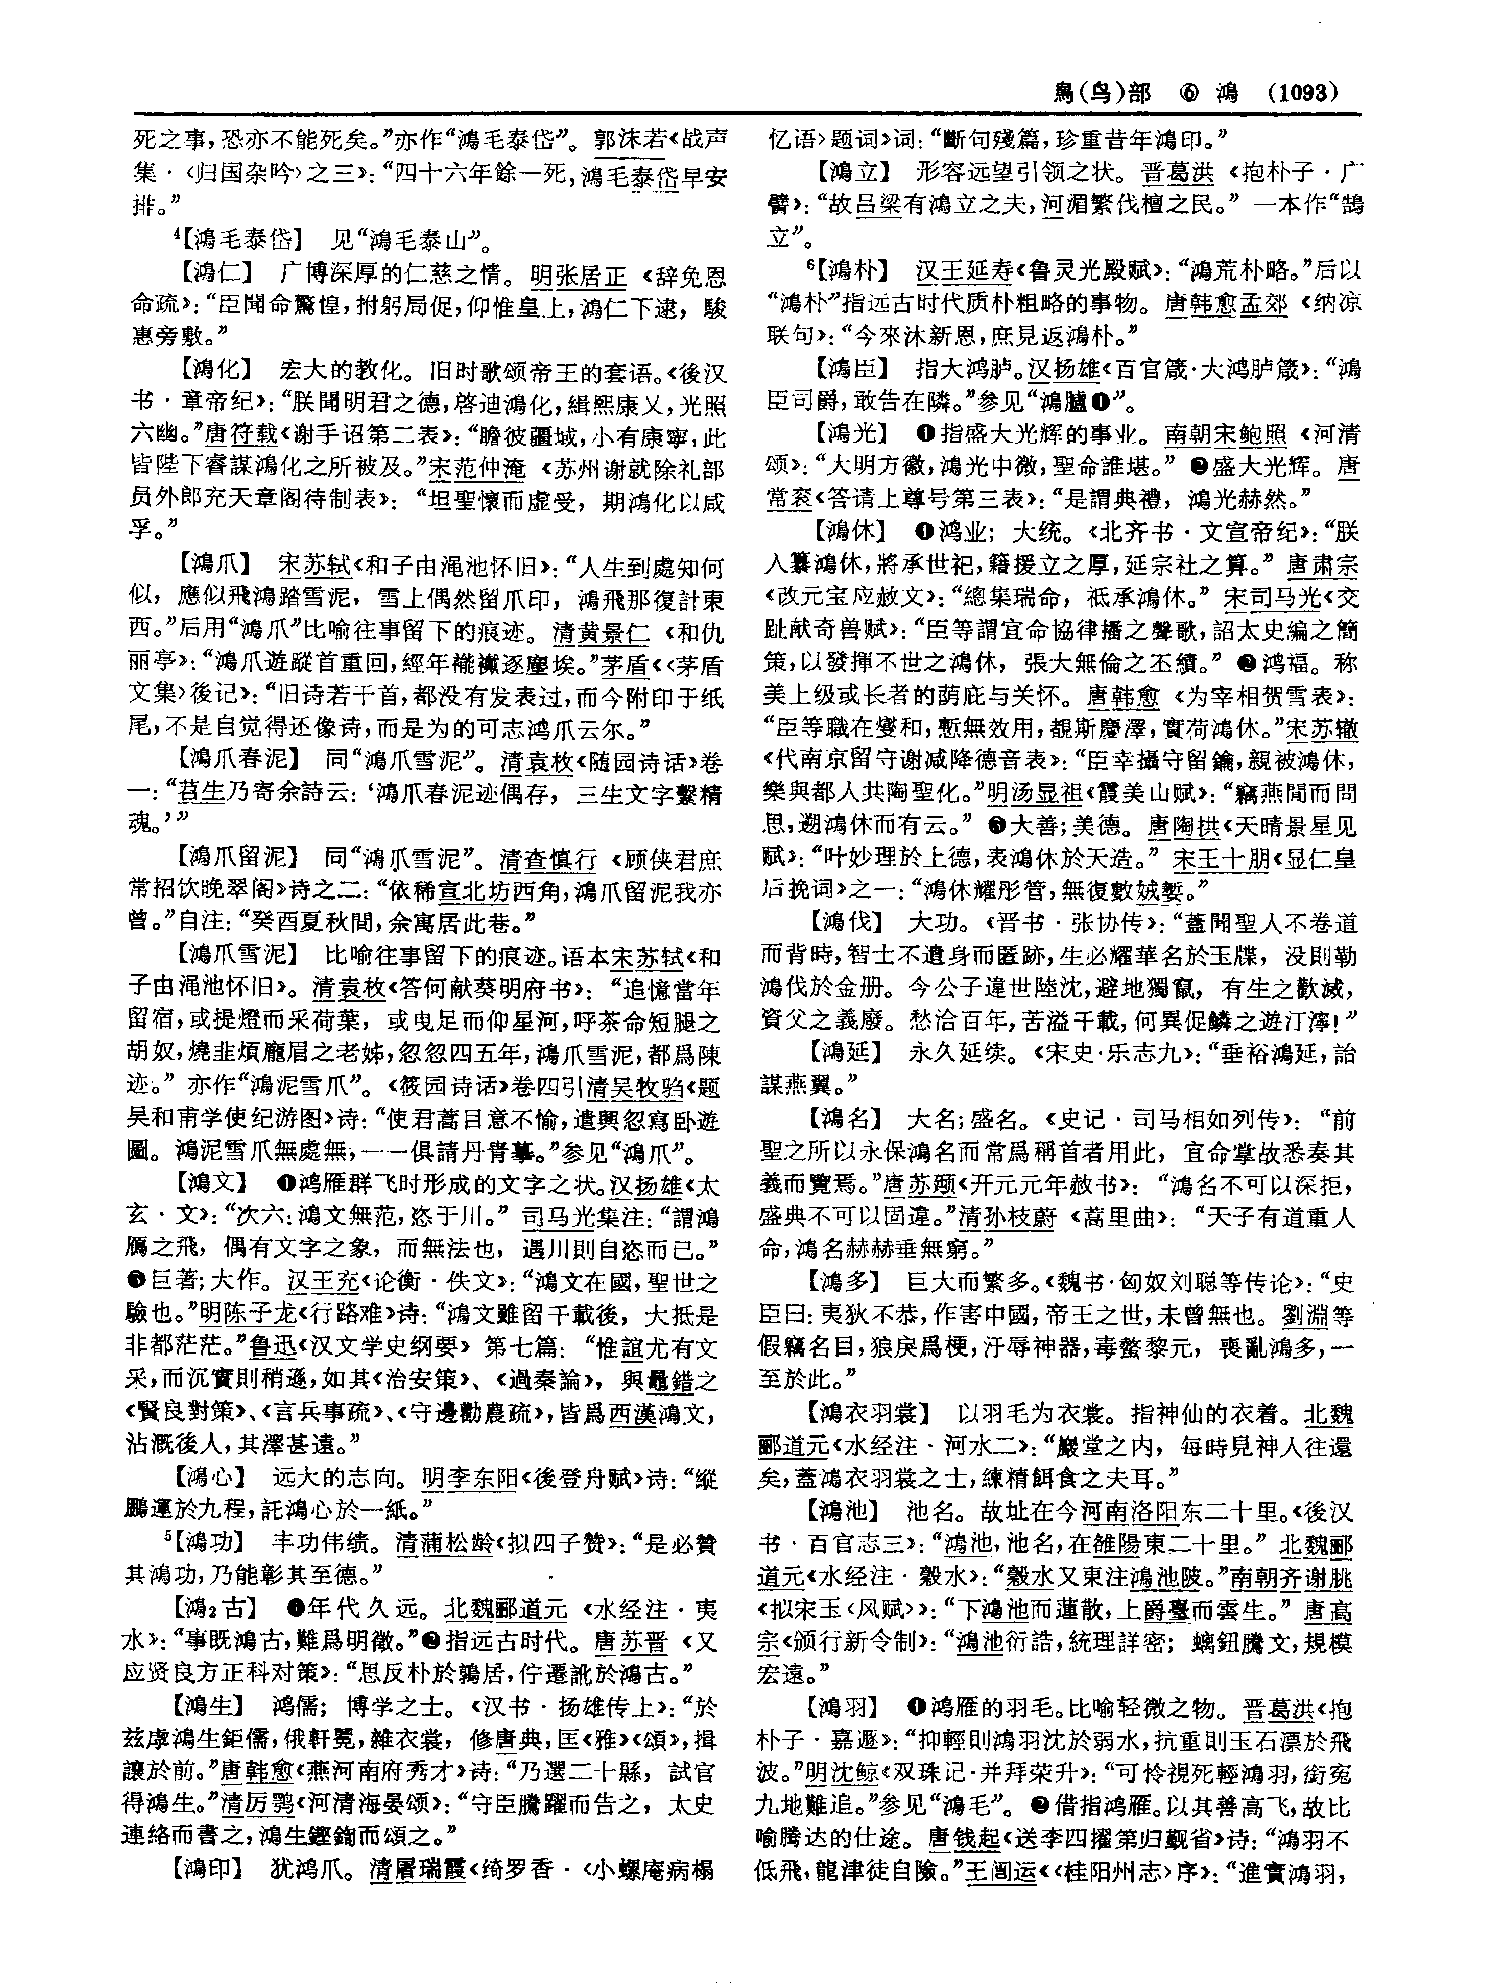 鳥(鸟)部 ⑥ 鴻 (1093)
死之事，恐亦不能死矣。”亦作“鴻毛泰岱”。郭沫若《战声
集·〈归国杂吟〉之三》：“四十六年餘一死，鴻毛泰岱早安
排。”
4【鴻毛泰岱】 见“鴻毛泰山”。
【鴻仁】 广博深厚的仁慈之情。明张居正《辞免恩
命疏》：“臣聞命驚惶，拊躬局促，仰惟皇上，鴻仁下逮，駿
惠旁敷。”
【鴻化】 宏大的教化。旧时歌颂帝王的套语。《後汉
书·章帝纪》：“朕聞明君之德，啓迪鴻化，緝熙康乂，光照
六幽。”唐符载《谢手诏第二表》：“瞻彼疆城，小有康寧，此
皆陛下睿謀鴻化之所被及。”宋范仲淹《苏州谢就除礼部
员外郎充天章阁待制表》：“坦聖懷而虚受，期鴻化以咸
孚。”
【鴻爪】 宋苏轼《和子由渑池怀旧》：“人生到處知何
似，應似飛鴻踏雪泥，雪上偶然留爪印，鴻飛那復計東
西。”后用“鴻爪”比喻往事留下的痕迹。清黄景仁《和仇
丽亭》：“鴻爪遊蹤首重回，經年襤襶逐塵埃。”茅盾《〈茅盾
文集〉後记》：“旧诗若干首，都没有发表过，而今附印于纸
尾，不是自觉得还像诗，而是为的可志鸿爪云尔。”
【鴻爪春泥】 同“鴻爪雪泥”。清袁枚《随园诗话》卷
一：“苕生乃寄余詩云：‘鴻爪春泥迹偶存，三生文字繫精
魂。’”
【鴻爪留泥】 同“鴻爪雪泥”。清查慎行《顾侠君庶
常招饮晚翠阁》诗之二：“依稀宣北坊西角，鴻爪留泥我亦
曾。”自注：“癸酉夏秋間，余寓居此巷。”
【鴻爪雪泥】 比喻往事留下的痕迹。语本宋苏轼《和
子由渑池怀旧》。清袁枚《答何献葵明府书》：“追憶當年
留宿，或提燈而采荷葉，或曳足而仰星河，呼茶命短腿之
胡奴，燒韭煩龐眉之老姊，忽忽四五年，鴻爪雪泥，都爲陳
迹。”亦作“鴻泥雪爪”。《筱园诗话》卷四引清吴牧驺《题
吴和甫学使纪游图》诗：“使君蒿目意不愉，遣興忽寫卧遊
圖。鴻泥雪爪無處無，一一俱請丹青摹。”参见“鴻爪”。
【鴻文】 ❶鸿雁群飞时形成的文字之状。汉扬雄《太
玄·文》：“次六：鴻文無范，恣于川。”司马光集注：“謂鴻
鴈之飛，偶有文字之象，而無法也，遇川則自恣而已。”
❸巨著；大作。汉王充《论衡·佚文》：“鴻文在國，聖世之
驗也。”明陈子龙《行路难》诗：“鴻文雖留千載後，大抵是
非都茫茫。”鲁迅《汉文学史纲要》第七篇：“惟誼尤有文
采，而沉實則稍遜，如其《治安策》、《過秦論》，與鼂錯之
《賢良對策》、《言兵事疏》、《守邊勸農疏》，皆爲西漢鴻文，
沾溉後人，其澤甚遠。”
【鴻心】 远大的志向。明李东阳《後登舟赋》诗：“縱
鵬運於九程，託鴻心於一紙。”
5【鴻功】 丰功伟绩。清蒲松龄《拟四子赞》：“是必贊
其鴻功，乃能彰其至德。”
【鴻₂古】 ❶年代久远。北魏郦道元《水经注·夷
水》：“事既鴻古，難爲明徵。”❷指远古时代。唐苏晋《又
应贤良方正科对策》：“思反朴於鶉居，佇遷訛於鴻古。”
【鴻生】 鸿儒；博学之士。《汉书·扬雄传上》：“於
兹虖鴻生鉅儒，俄軒冕，雜衣裳，修唐典，匡《雅》《頌》，揖
讓於前。”唐韩愈《燕河南府秀才》诗：“乃選二十縣，試官
得鴻生。”清厉鹗《河清海晏颂》：“守臣騰躍而告之，太史
連絡而書之，鴻生鏗鍧而頌之。”
【鴻印】 犹鸿爪。清屠瑞霞《绮罗香·〈小螺庵病榻
忆语〉题词》词：“斷句殘篇，珍重昔年鴻印。”
【鴻立】 形容远望引领之状。晋葛洪《抱朴子·广
譬》：“故吕梁有鴻立之夫，河湄繁伐檀之民。”一本作“鵠
立”。
6【鴻朴】 汉王延寿《鲁灵光殿赋》：“鴻荒朴略。”后以
“鴻朴”指远古时代质朴粗略的事物。唐韩愈孟郊《纳凉
联句》：“今來沐新恩，庶見返鴻朴。”
【鴻臣】 指大鸿胪。汉扬雄《百官箴·大鸿胪箴》：“鴻
臣司爵，敢告在隣。”参见“鴻臚❶”。
【鴻光】 ❶指盛大光辉的事业。南朝宋鲍照《河清
颂》：“大明方徽，鴻光中微，聖命誰堪。”❷盛大光辉。唐
常衮《答请上尊号第三表》：“是謂典禮，鴻光赫然。”
【鴻休】 ❶鸿业；大统。《北齐书·文宣帝纪》：“朕
入纂鴻休，將承世祀，籍援立之厚，延宗社之算。”唐肃宗
《改元宝应赦文》：“總集瑞命，祗承鴻休。”宋司马光《交
趾献奇兽赋》：“臣等謂宜命協律播之聲歌，詔太史編之簡
策，以發揮不世之鴻休，張大無倫之丕績。”❷鸿福。称
美上级或长者的荫庇与关怀。唐韩愈《为宰相贺雪表》：
“臣等職在燮和，慙無效用，覩斯慶澤，實荷鴻休。”宋苏辙
《代南京留守谢减降德音表》：“臣幸攝守留鑰，親被鴻休，
樂與都人共陶聖化。”明汤显祖《霞美山赋》：“竊燕閒而問
思，遡鴻休而有云。”❸大善；美德。唐陶拱《天晴景星见
赋》：“叶妙理於上德，表鴻休於天造。”宋王十朋《显仁皇
后挽词》之一：“鴻休耀彤管，無復數娀嫠。”
【鴻伐】 大功。《晋书·张协传》：“蓋聞聖人不卷道
而背時，智士不遺身而匿跡，生必耀華名於玉牒，没則勒
鴻伐於金册。今公子違世陸沈，避地獨竄，有生之歡滅，
資父之義廢。愁洽百年，苦溢千載，何異促鱗之遊汀濘！”
【鴻延】 永久延续。《宋史·乐志九》：“垂裕鴻延，詒
謀燕翼。”
【鴻名】 大名；盛名。《史记·司马相如列传》：“前
聖之所以永保鴻名而常爲稱首者用此，宜命掌故悉奏其
義而覽焉。”唐苏颋《开元元年赦书》：“鴻名不可以深拒，
盛典不可以固違。”清孙枝蔚《蒿里曲》：“天子有道重人
命，鴻名赫赫垂無窮。”
【鴻多】 巨大而繁多。《魏书·匈奴刘聪等传论》：“史
臣曰：夷狄不恭，作害中國，帝王之世，未曾無也。劉淵等
假竊名目，狼戾爲梗，汙辱神器，毒螫黎元，喪亂鴻多，一
至於此。”
【鴻衣羽裳】 以羽毛为衣裳。指神仙的衣着。北魏
郦道元《水经注·河水二》：“巖堂之内，每時見神人往還
矣，蓋鴻衣羽裳之士，練精餌食之夫耳。”
【鴻池】 池名。故址在今河南洛阳东二十里。《後汉
书·百官志三》：“鴻池，池名，在雒陽東二十里。”北魏郦
道元《水经注·穀水》：“穀水又東注鴻池陂。”南朝齐谢朓
《拟宋玉〈风赋〉》：“下鴻池而蓮散，上爵臺而雲生。”唐高
宗《颁行新令制》：“鴻池衍誥，統理詳密；螭鈕騰文，規模
宏遠。”
【鴻羽】 ❶鸿雁的羽毛。比喻轻微之物。晋葛洪《抱
朴子·嘉遯》：“抑輕則鴻羽沈於弱水，抗重則玉石漂於飛
波。”明沈鲸《双珠记·并拜荣升》：“可怜視死輕鴻羽，銜冤
九地難追。”参见“鴻毛”。❷借指鸿雁。以其善高飞，故比
喻腾达的仕途。唐钱起《送李四擢第归觐省》诗：“鴻羽不
低飛，龍津徒自險。”王闿运《〈桂阳州志〉序》：“進實鴻羽，